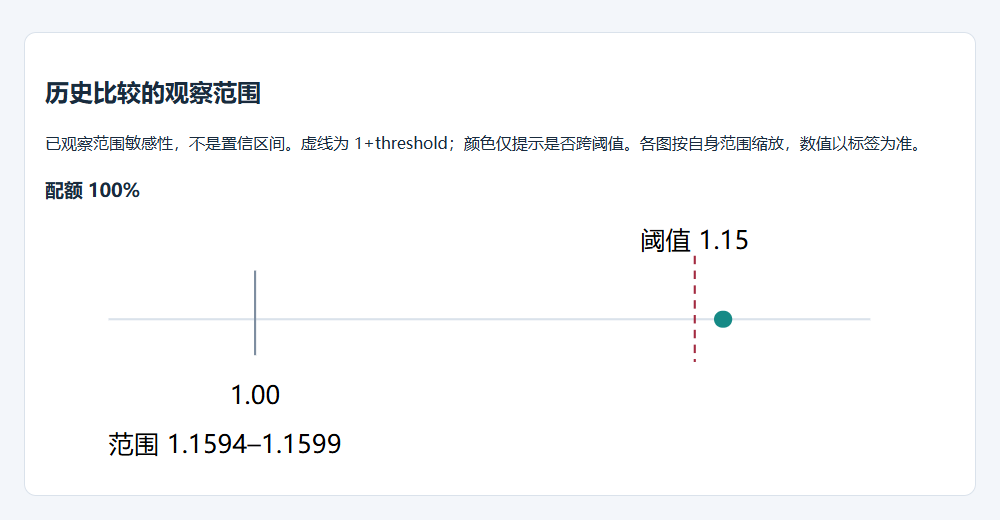 历史比较的观察范围
已观察范围敏感性，不是置信区间。虚线为 1+threshold；颜色仅提示是否跨阈值。各图按自身范围缩放，数值以标签为准。
配额 100%
阈值 1.15
1.00
范围 1.1594–1.1599